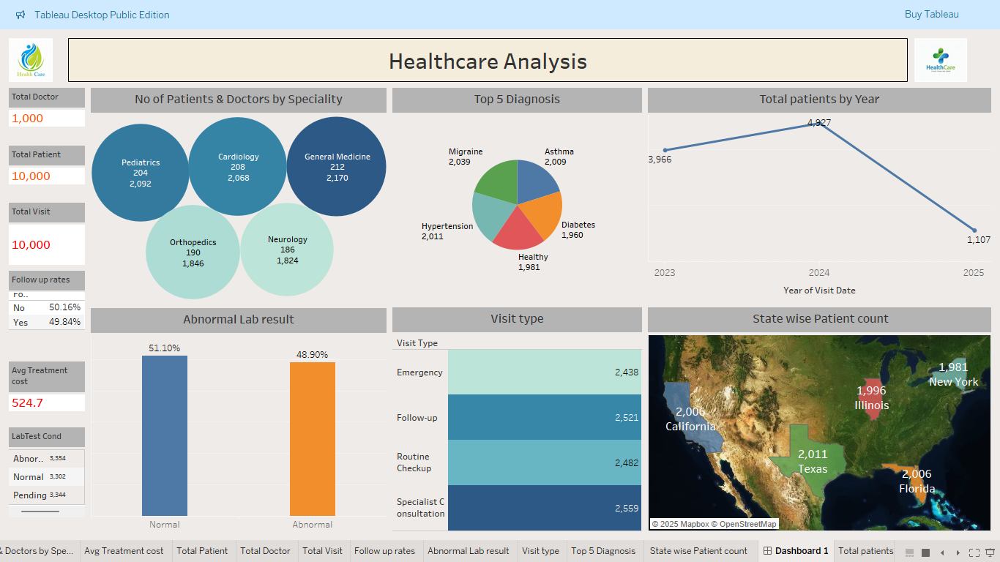 Tableau Desktop Public Edition
Buy Tableau
Health Care
Healthcare Analysis
HealthCare
Total Doctor
1,000
Total Patient
10,000
Total Visit
10,000
Follow up rates
Fo..
No 50.16%
Yes 49.84%
Avg Treatment
cost
524.7
LabTest Cond
Abnor.. 3,354
Normal 3,302
Pending 3,344
No of Patients & Doctors by Speciality
Pediatrics
204
2,092
Cardiology
208
2,068
General Medicine
212
2,170
Orthopedics
190
1,846
Neurology
186
1,824
Top 5 Diagnosis
Migraine
2,039
Asthma
2,009
Hypertension
2,011
Diabetes
1,960
Healthy
1,981
Total patients by Year
3,966
4,927
1,107
2023
2024
2025
Year of Visit Date
Abnormal Lab result
51.10%
48.90%
Normal
Abnormal
Visit type
Visit Type
Emergency 2,438
Follow-up 2,521
Routine
Checkup 2,482
Specialist C
onsultation 2,559
State wise Patient count
1,981
New York
1,996
Illinois
2,006
California
2,011
Texas
2,006
Florida
© 2025 Mapbox © OpenStreetMap
& Doctors by Spe...
Avg Treatment cost
Total Patient
Total Doctor
Total Visit
Follow up rates
Abnormal Lab result
Visit type
Top 5 Diagnosis
State wise Patient count
Dashboard 1
Total patients